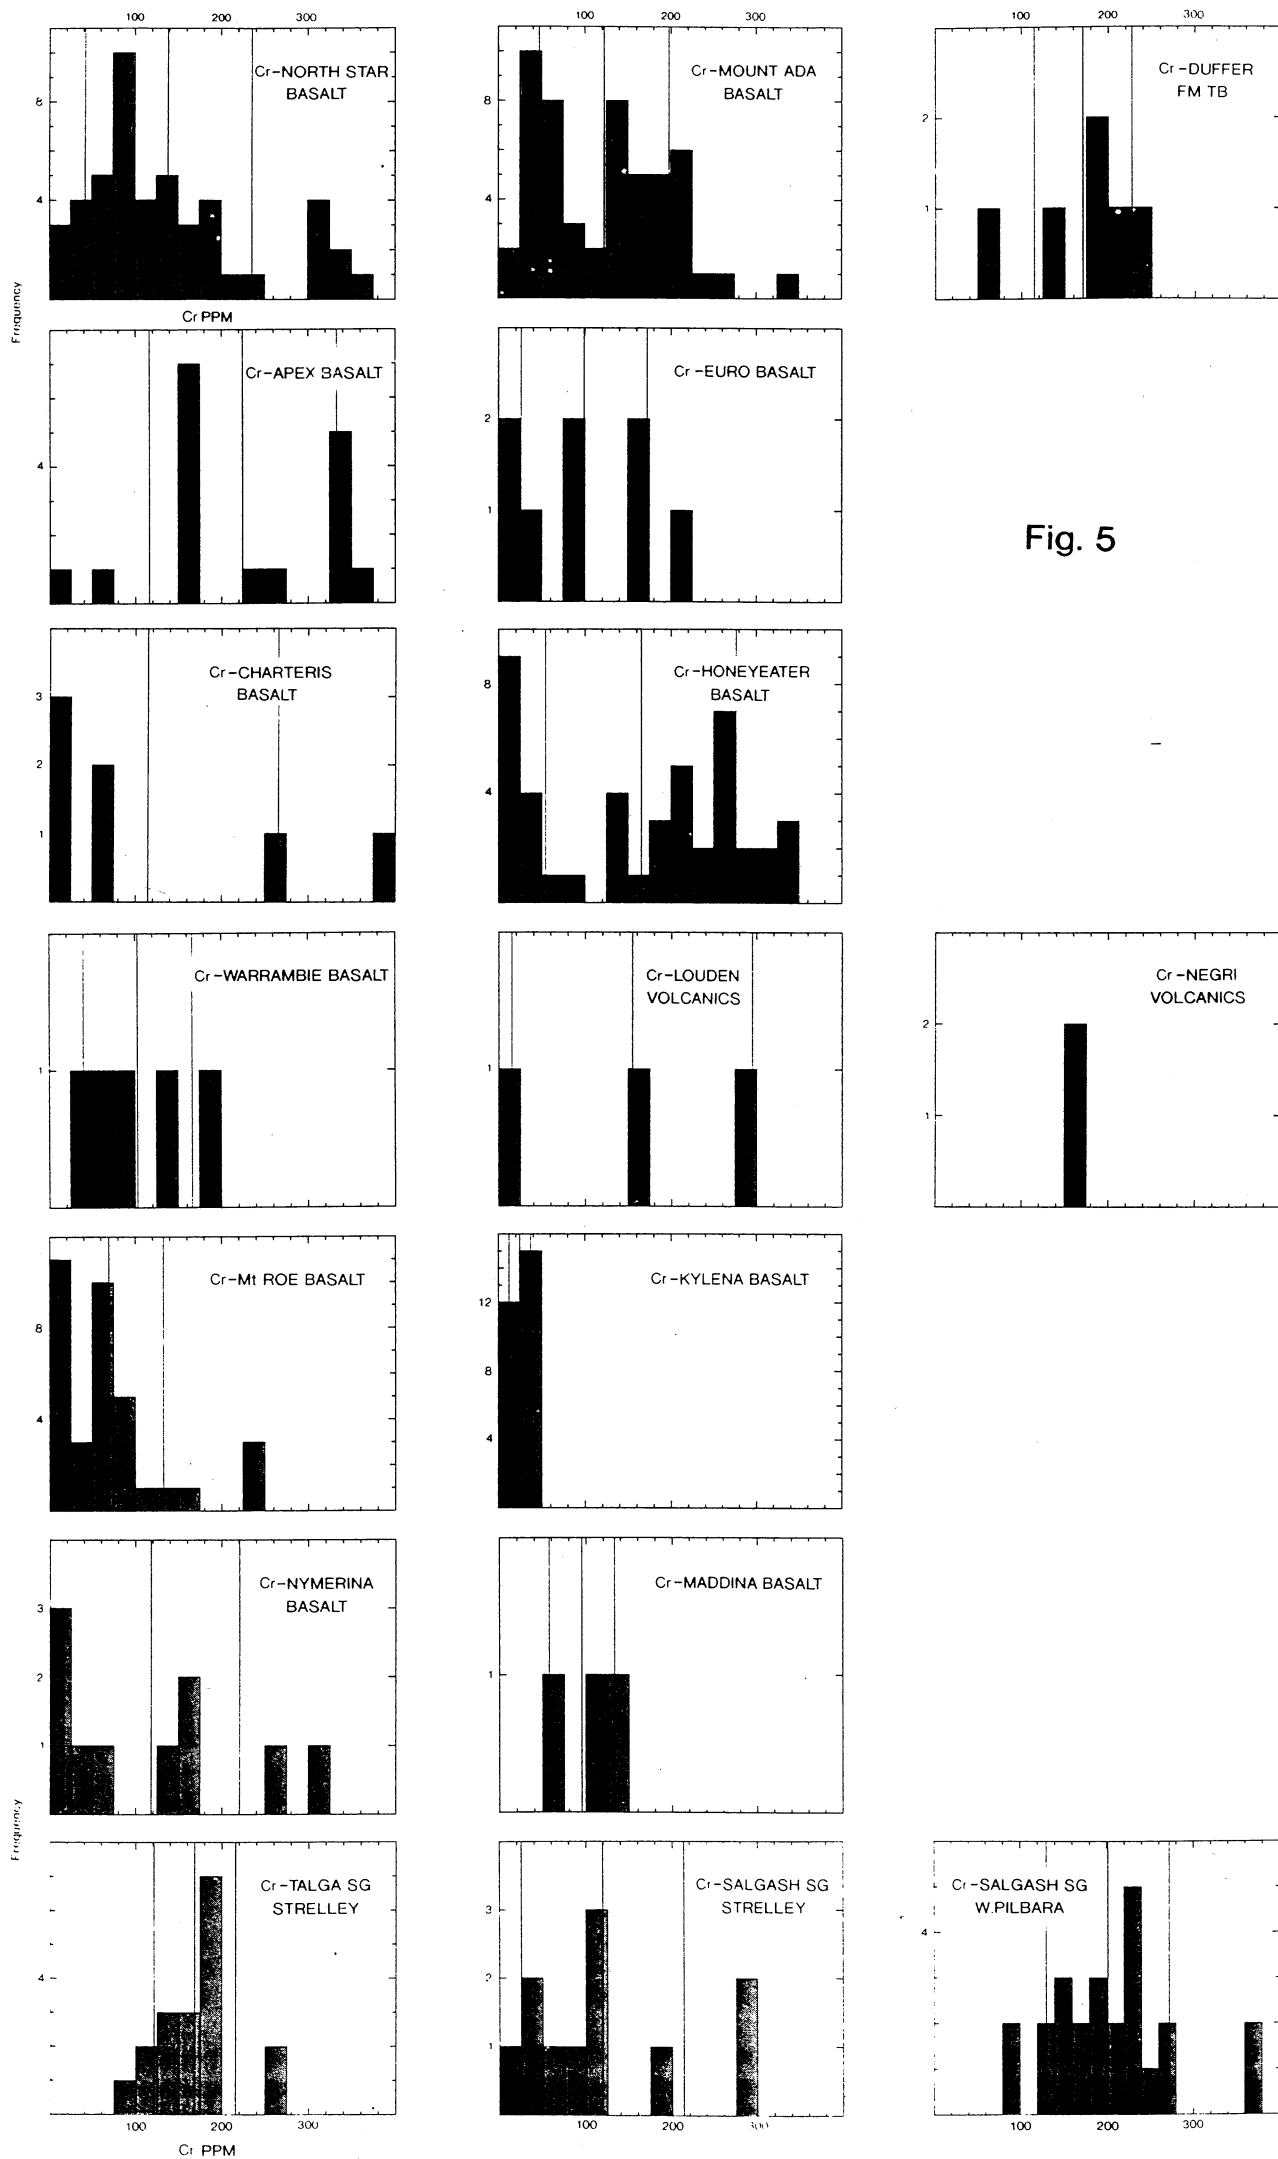 100 200 300
100 200 300
100 200 300
Cr-NORTH STAR
BASALT
8
4
Frequency
Cr PPM
Cr-MOUNT ADA
BASALT
8
4
Cr-DUFFER
FM TB
2
1
Cr-APEX BASALT
4
Cr-EURO BASALT
2
1
Fig. 5
Cr-CHARTERIS
BASALT
3
2
1
Cr-HONEYEATER
BASALT
8
4
Cr-WARRAMBIE BASALT
1
Cr-LOUDEN
VOLCANICS
1
Cr-NEGRI
VOLCANICS
2
1
Cr-Mt ROE BASALT
8
4
Cr-KYLENA BASALT
12
8
4
Cr-NYMERINA
BASALT
3
2
1
Cr-MADDINA BASALT
1
Frequency
Cr-TALGA SG
STRELLEY
4
100 200 300
Cr PPM
Cr-SALGASH SG
STRELLEY
3
2
1
100 200 300
Cr-SALGASH SG
W.PILBARA
4
100 200 300